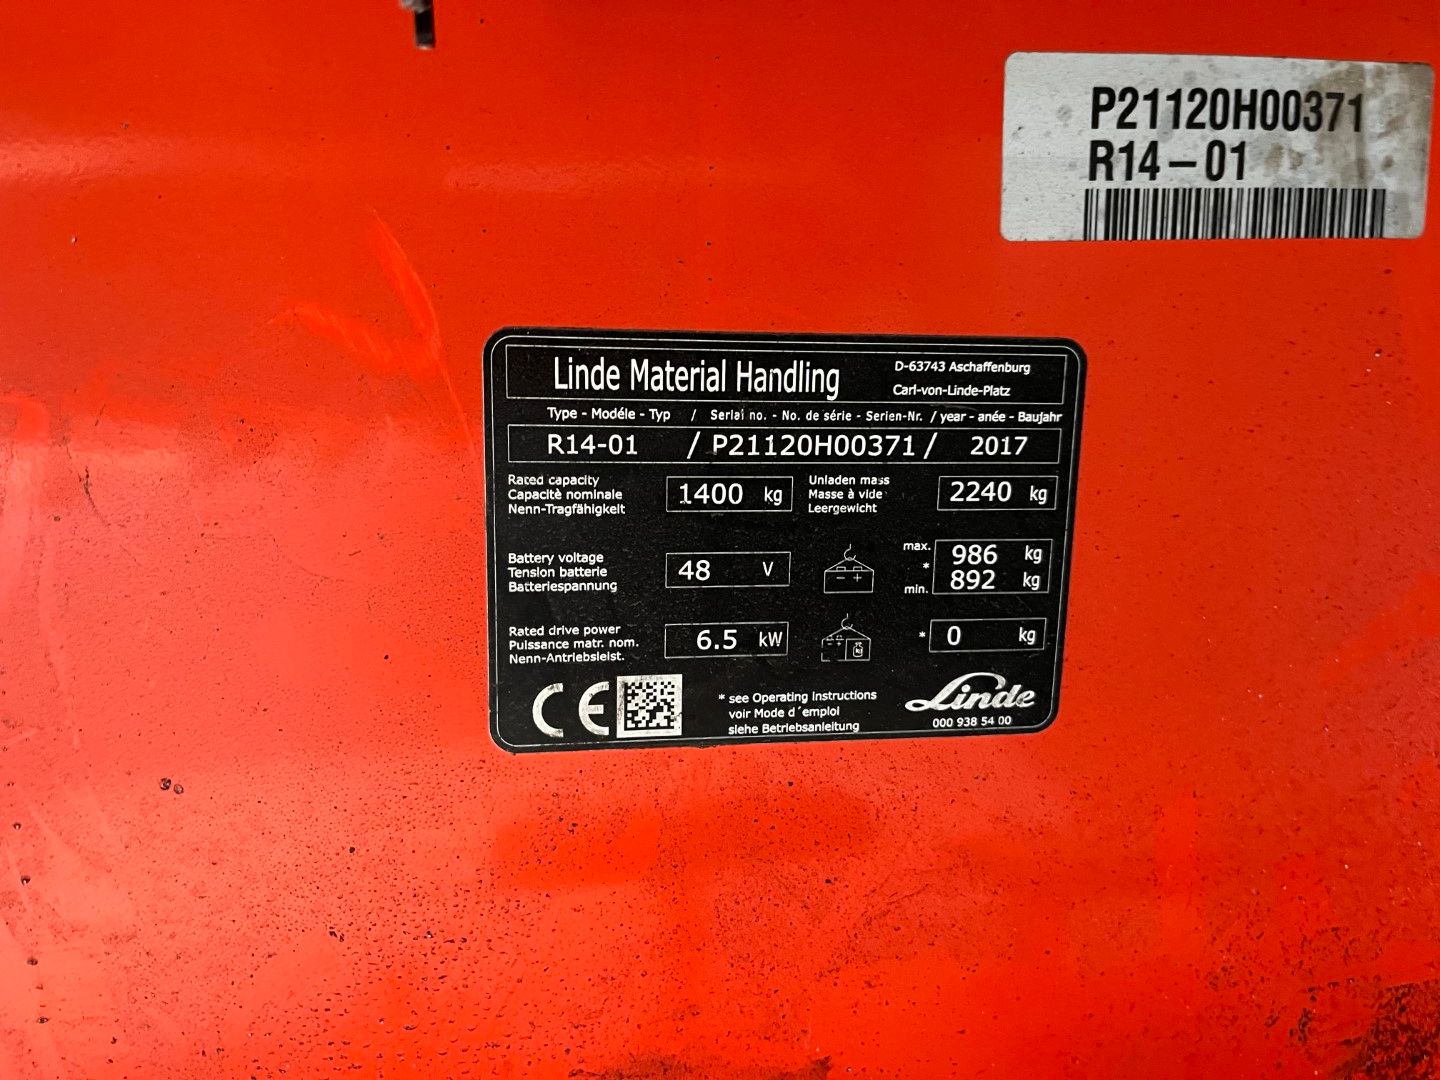 P21120H00371
R14-01
Linde Material Handling
D-63743 Aschaffenburg
Carl-von-Linde-Platz
Type - Modéle - Typ / Serial no. - No. de série - Serien-Nr. / year - anée - Baujahr
R14-01 / P21120H00371 / 2017
Rated capacity
Capacitè nominale
Nenn-Tragfähigkeit
1400 kg
Unladen mass
Masse à vide
Leergewicht
2240 kg
Battery voltage
Tension batterie
Batteriespannung
48 V
- +
max. 986 kg
*
min. 892 kg
Rated drive power
Puissance matr. nom.
Nenn-Antriebsleist.
6.5 kW
- + kg
* 0 kg
CE
* see Operating Instructions
voir Mode d´emploi
siehe Betriebsanleitung
Linde
000 938 54 00